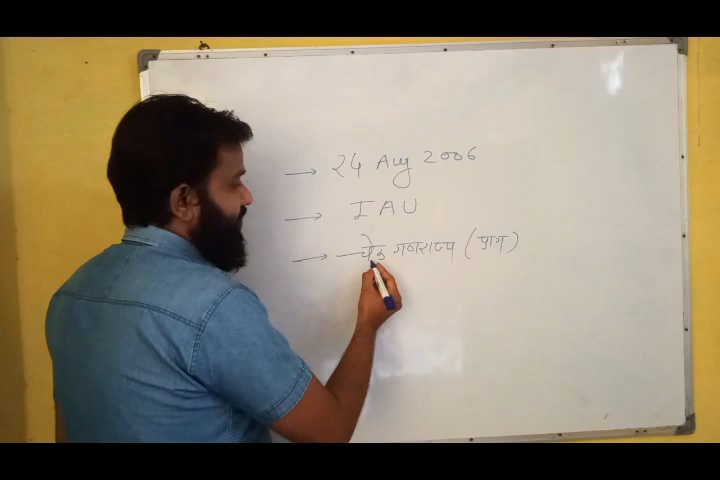 → 24 Aug 2006
→ IAU
→ चेक गणराज्य (प्राग)